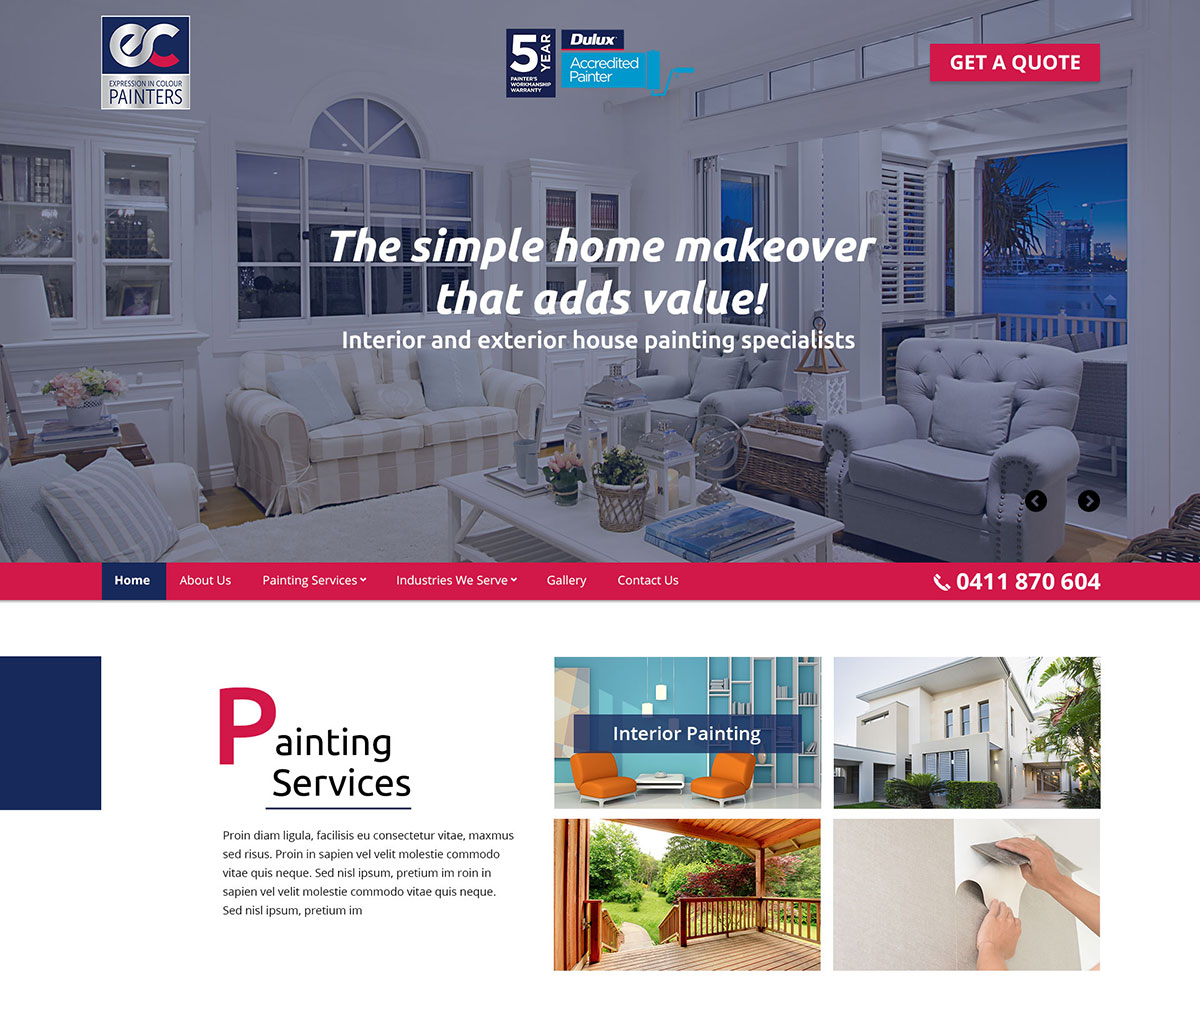 ec
EXPRESSION IN COLOUR
PAINTERS
5 YEAR
PAINTER'S
WORKMANSHIP
WARRANTY
Dulux
Accredited
Painter
GET A QUOTE
The simple home makeover
that adds value!
Interior and exterior house painting specialists
Home About Us Painting Services Industries We Serve Gallery Contact Us 0411 870 604
Painting
Services
Proin diam ligula, facilisis eu consectetur vitae, maxmus
sed risus. Proin in sapien vel velit molestie commodo
vitae quis neque. Sed nisl ipsum, pretium im roin in
sapien vel velit molestie commodo vitae quis neque.
Sed nisl ipsum, pretium im
Interior Painting